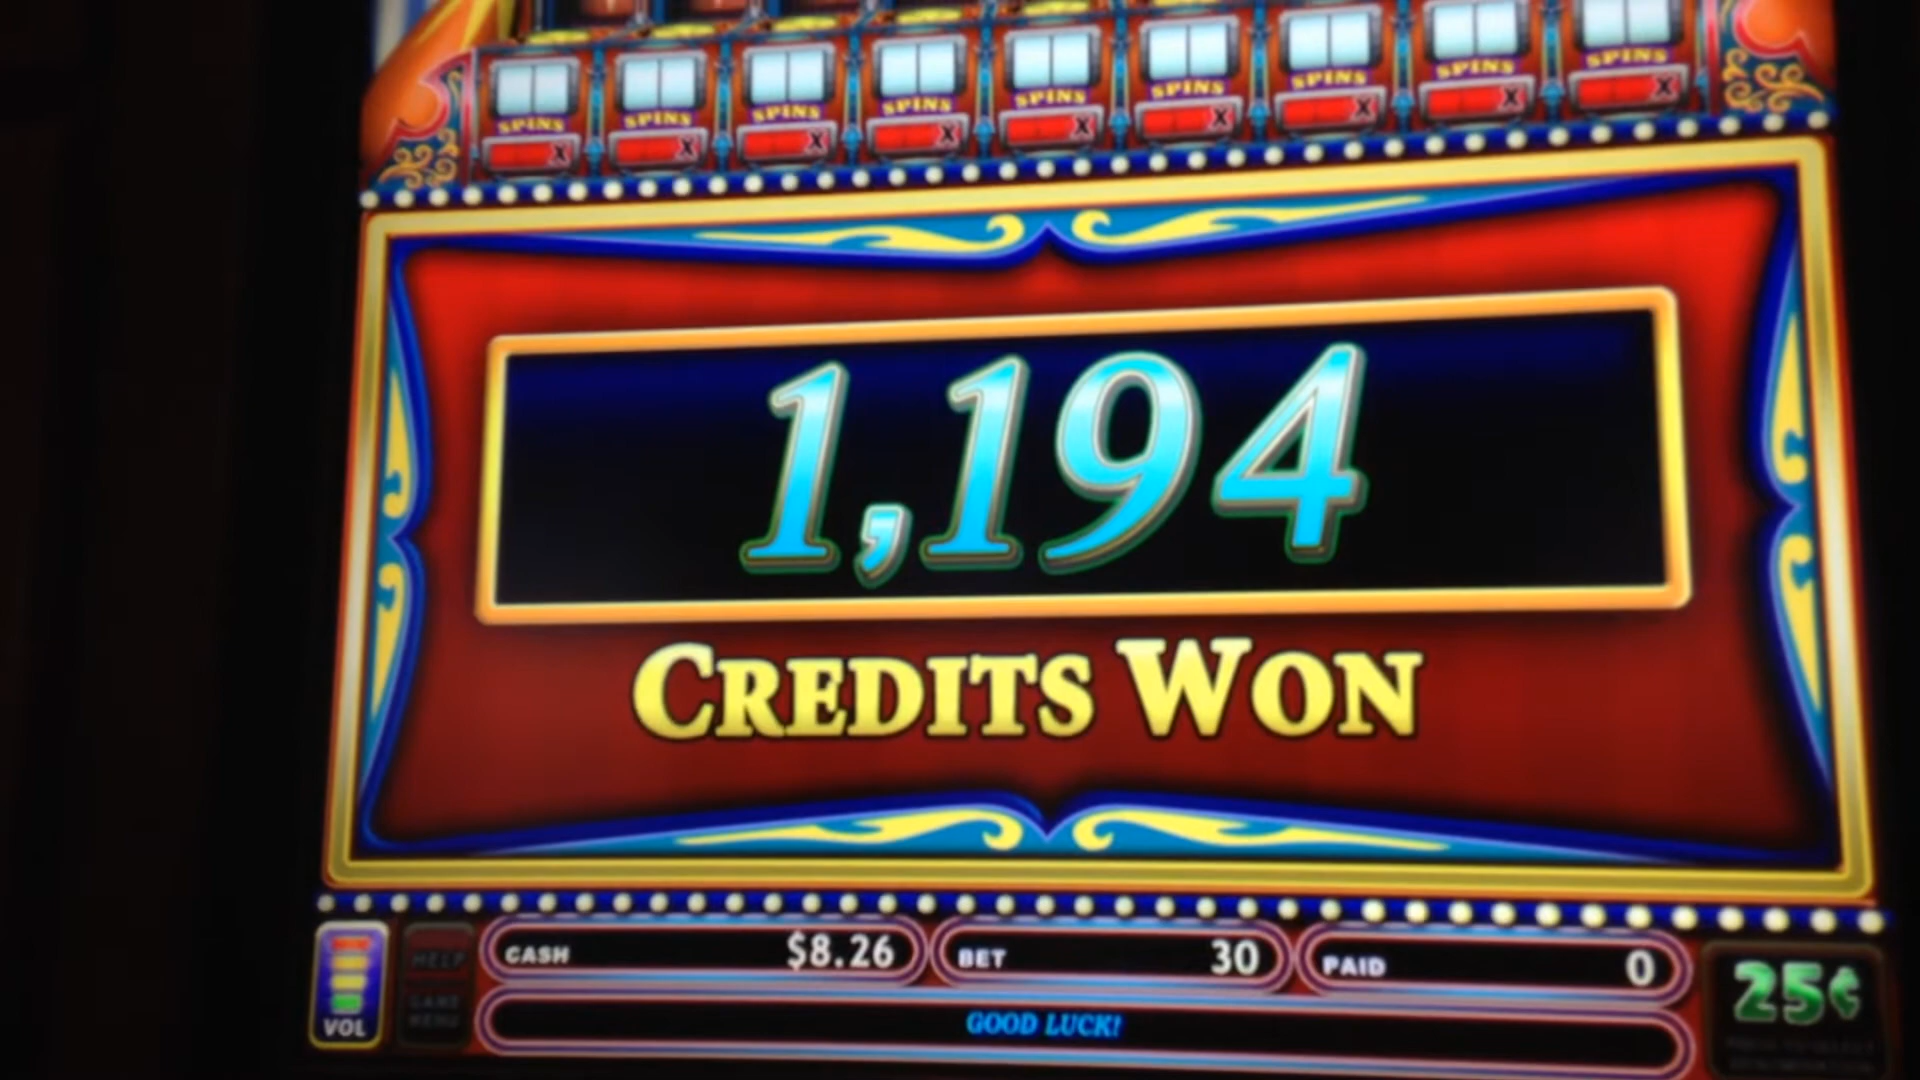 SPINS SPINS SPINS SPINS SPINS SPINS SPINS SPINS SPINS
X X X X X X X X X
1,194
CREDITS WON
CASH $8.26 BET 30 PAID 0
HELP
GAME
MENU
VOL
25¢
GOOD LUCK!